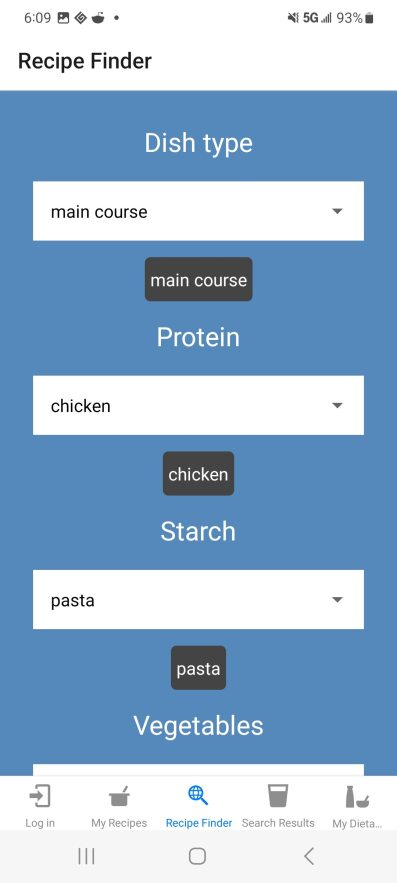 6:09 5G 93%
Recipe Finder
Dish type
main course
main course
Protein
chicken
chicken
Starch
pasta
pasta
Vegetables
Log in My Recipes Recipe Finder Search Results My Dieta...